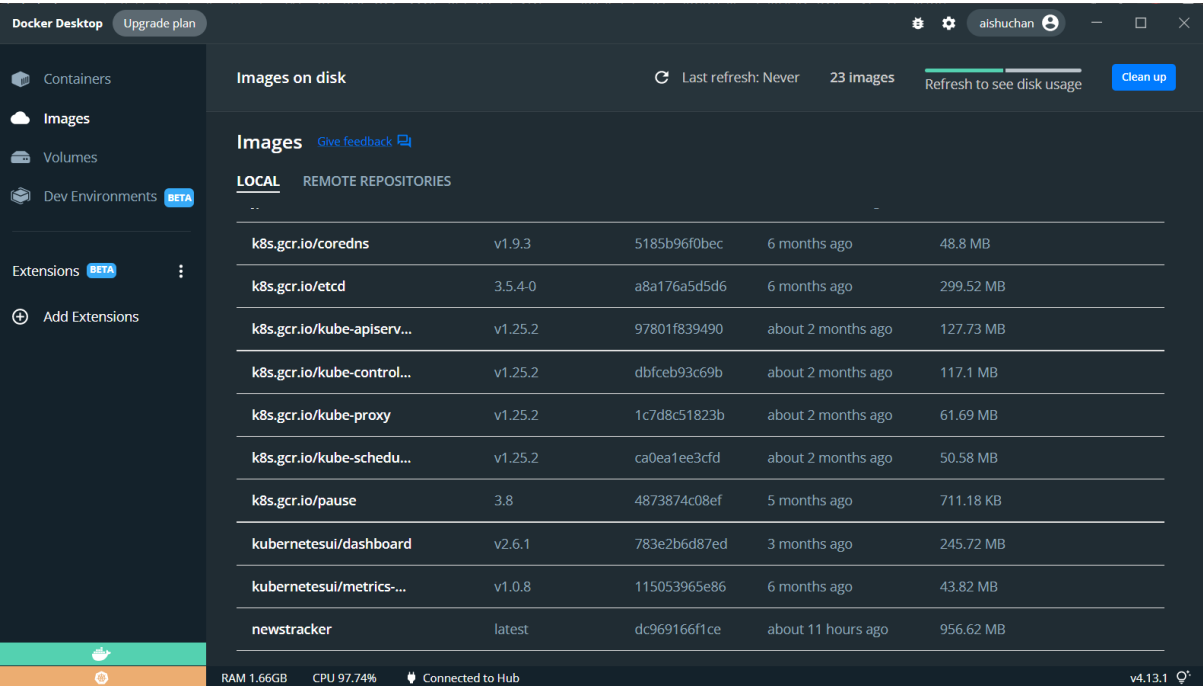 Docker Desktop Upgrade plan aishuchan
Containers
Images
Volumes
Dev Environments BETA
Extensions BETA
Add Extensions
Images on disk Last refresh: Never 23 images Refresh to see disk usage Clean up
Images Give feedback
LOCAL REMOTE REPOSITORIES
k8s.gcr.io/coredns v1.9.3 5185b96f0bec 6 months ago 48.8 MB
k8s.gcr.io/etcd 3.5.4-0 a8a176a5d5d6 6 months ago 299.52 MB
k8s.gcr.io/kube-apiserv... v1.25.2 97801f839490 about 2 months ago 127.73 MB
k8s.gcr.io/kube-control... v1.25.2 dbfceb93c69b about 2 months ago 117.1 MB
k8s.gcr.io/kube-proxy v1.25.2 1c7d8c51823b about 2 months ago 61.69 MB
k8s.gcr.io/kube-schedu... v1.25.2 ca0ea1ee3cfd about 2 months ago 50.58 MB
k8s.gcr.io/pause 3.8 4873874c08ef 5 months ago 711.18 KB
kubernetesui/dashboard v2.6.1 783e2b6d87ed 3 months ago 245.72 MB
kubernetesui/metrics-... v1.0.8 115053965e86 6 months ago 43.82 MB
newstracker latest dc969166f1ce about 11 hours ago 956.62 MB
RAM 1.66GB CPU 97.74% Connected to Hub v4.13.1